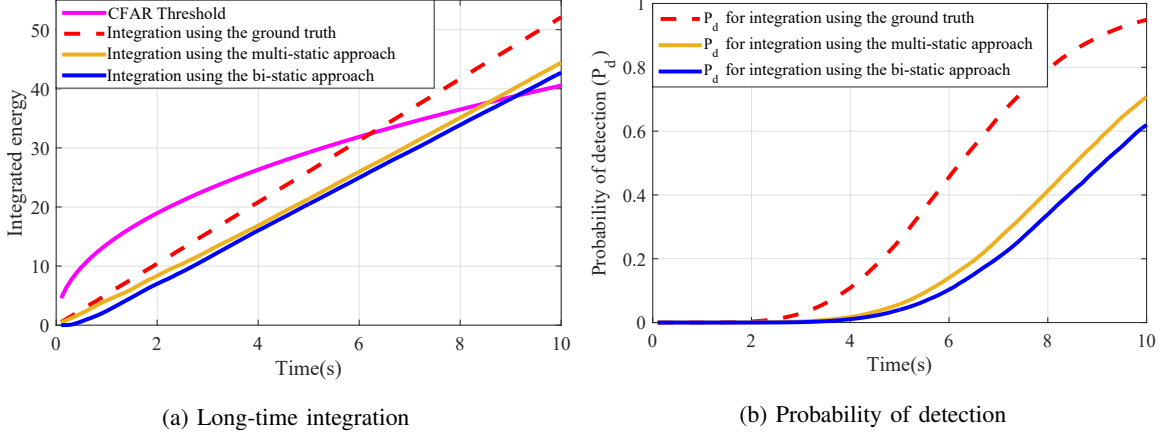 CFAR Threshold
Integration using the ground truth
Integration using the multi-static approach
Integration using the bi-static approach
Integrated energy
50
40
30
20
10
0
0 2 4 6 8 10
Time(s)
(a) Long-time integration
P_d for integration using the ground truth
P_d for integration using the multi-static approach
P_d for integration using the bi-static approach
Probability of detection (P_d)
1
0.8
0.6
0.4
0.2
0
0 2 4 6 8 10
Time(s)
(b) Probability of detection